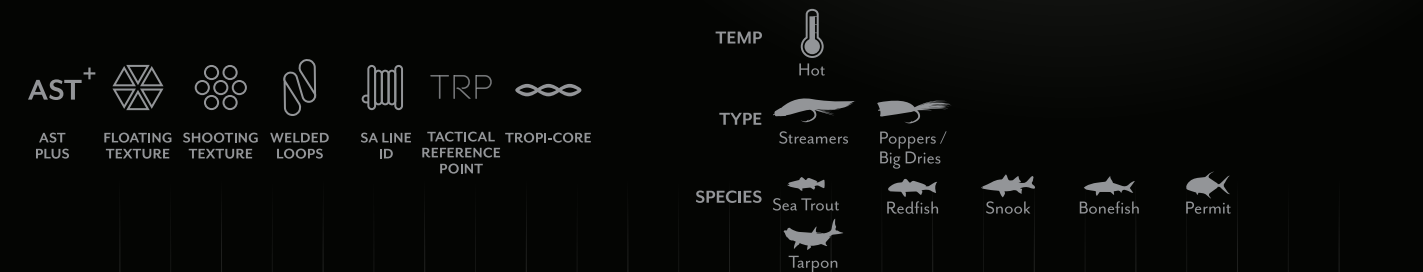 AST+
TRP
AST
PLUS
FLOATING
TEXTURE
SHOOTING
TEXTURE
WELDED
LOOPS
SA LINE
ID
TACTICAL
REFERENCE
POINT
TROPI-CORE
TEMP
Hot
TYPE
Streamers
Poppers /
Big Dries
SPECIES
Sea Trout
Redfish
Snook
Bonefish
Permit
Tarpon